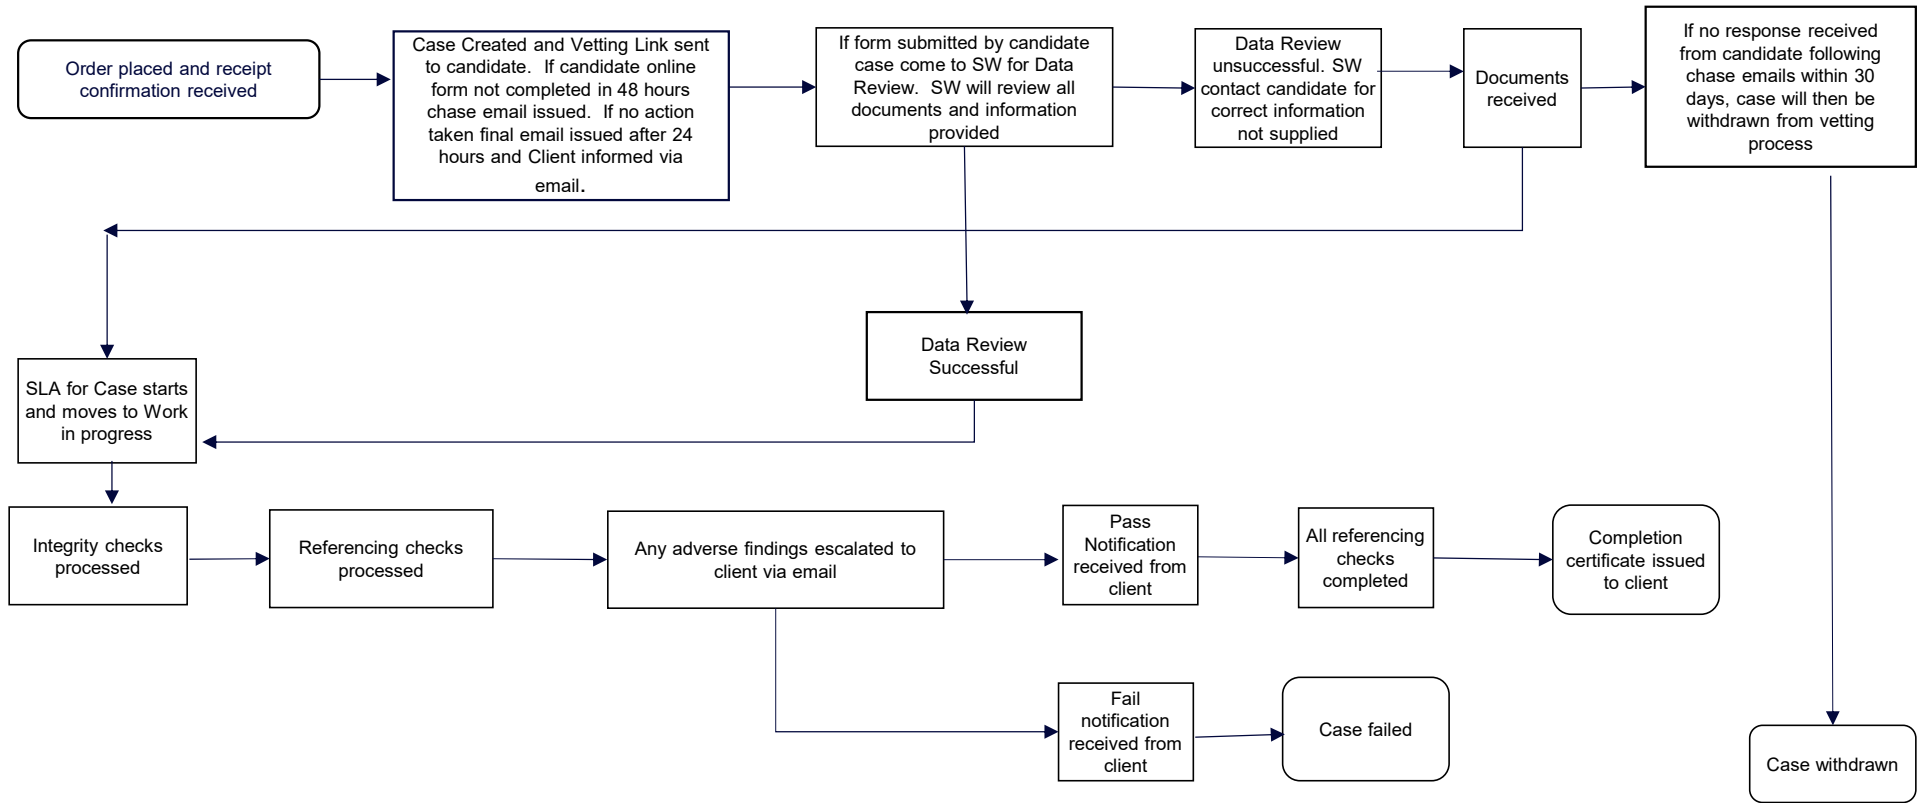 Order placed and receipt
confirmation received
Case Created and Vetting Link sent
to candidate.  If candidate online
form not completed in 48 hours
chase email issued.  If no action
taken final email issued after 24
hours and Client informed via
email.
If form submitted by candidate
case come to SW for Data
Review.  SW will review all
documents and information
provided
Data Review
unsuccessful. SW
contact candidate for
correct information
not supplied
Documents
received
If no response received
from candidate following
chase emails within 30
days, case will then be
withdrawn from vetting
process
Data Review
Successful
SLA for Case starts
and moves to Work
in progress
Integrity checks
processed
Referencing checks
processed
Any adverse findings escalated to
client via email
Pass
Notification
received from
client
All referencing
checks
completed
Completion
certificate issued
to client
Fail
notification
received from
client
Case failed
Case withdrawn